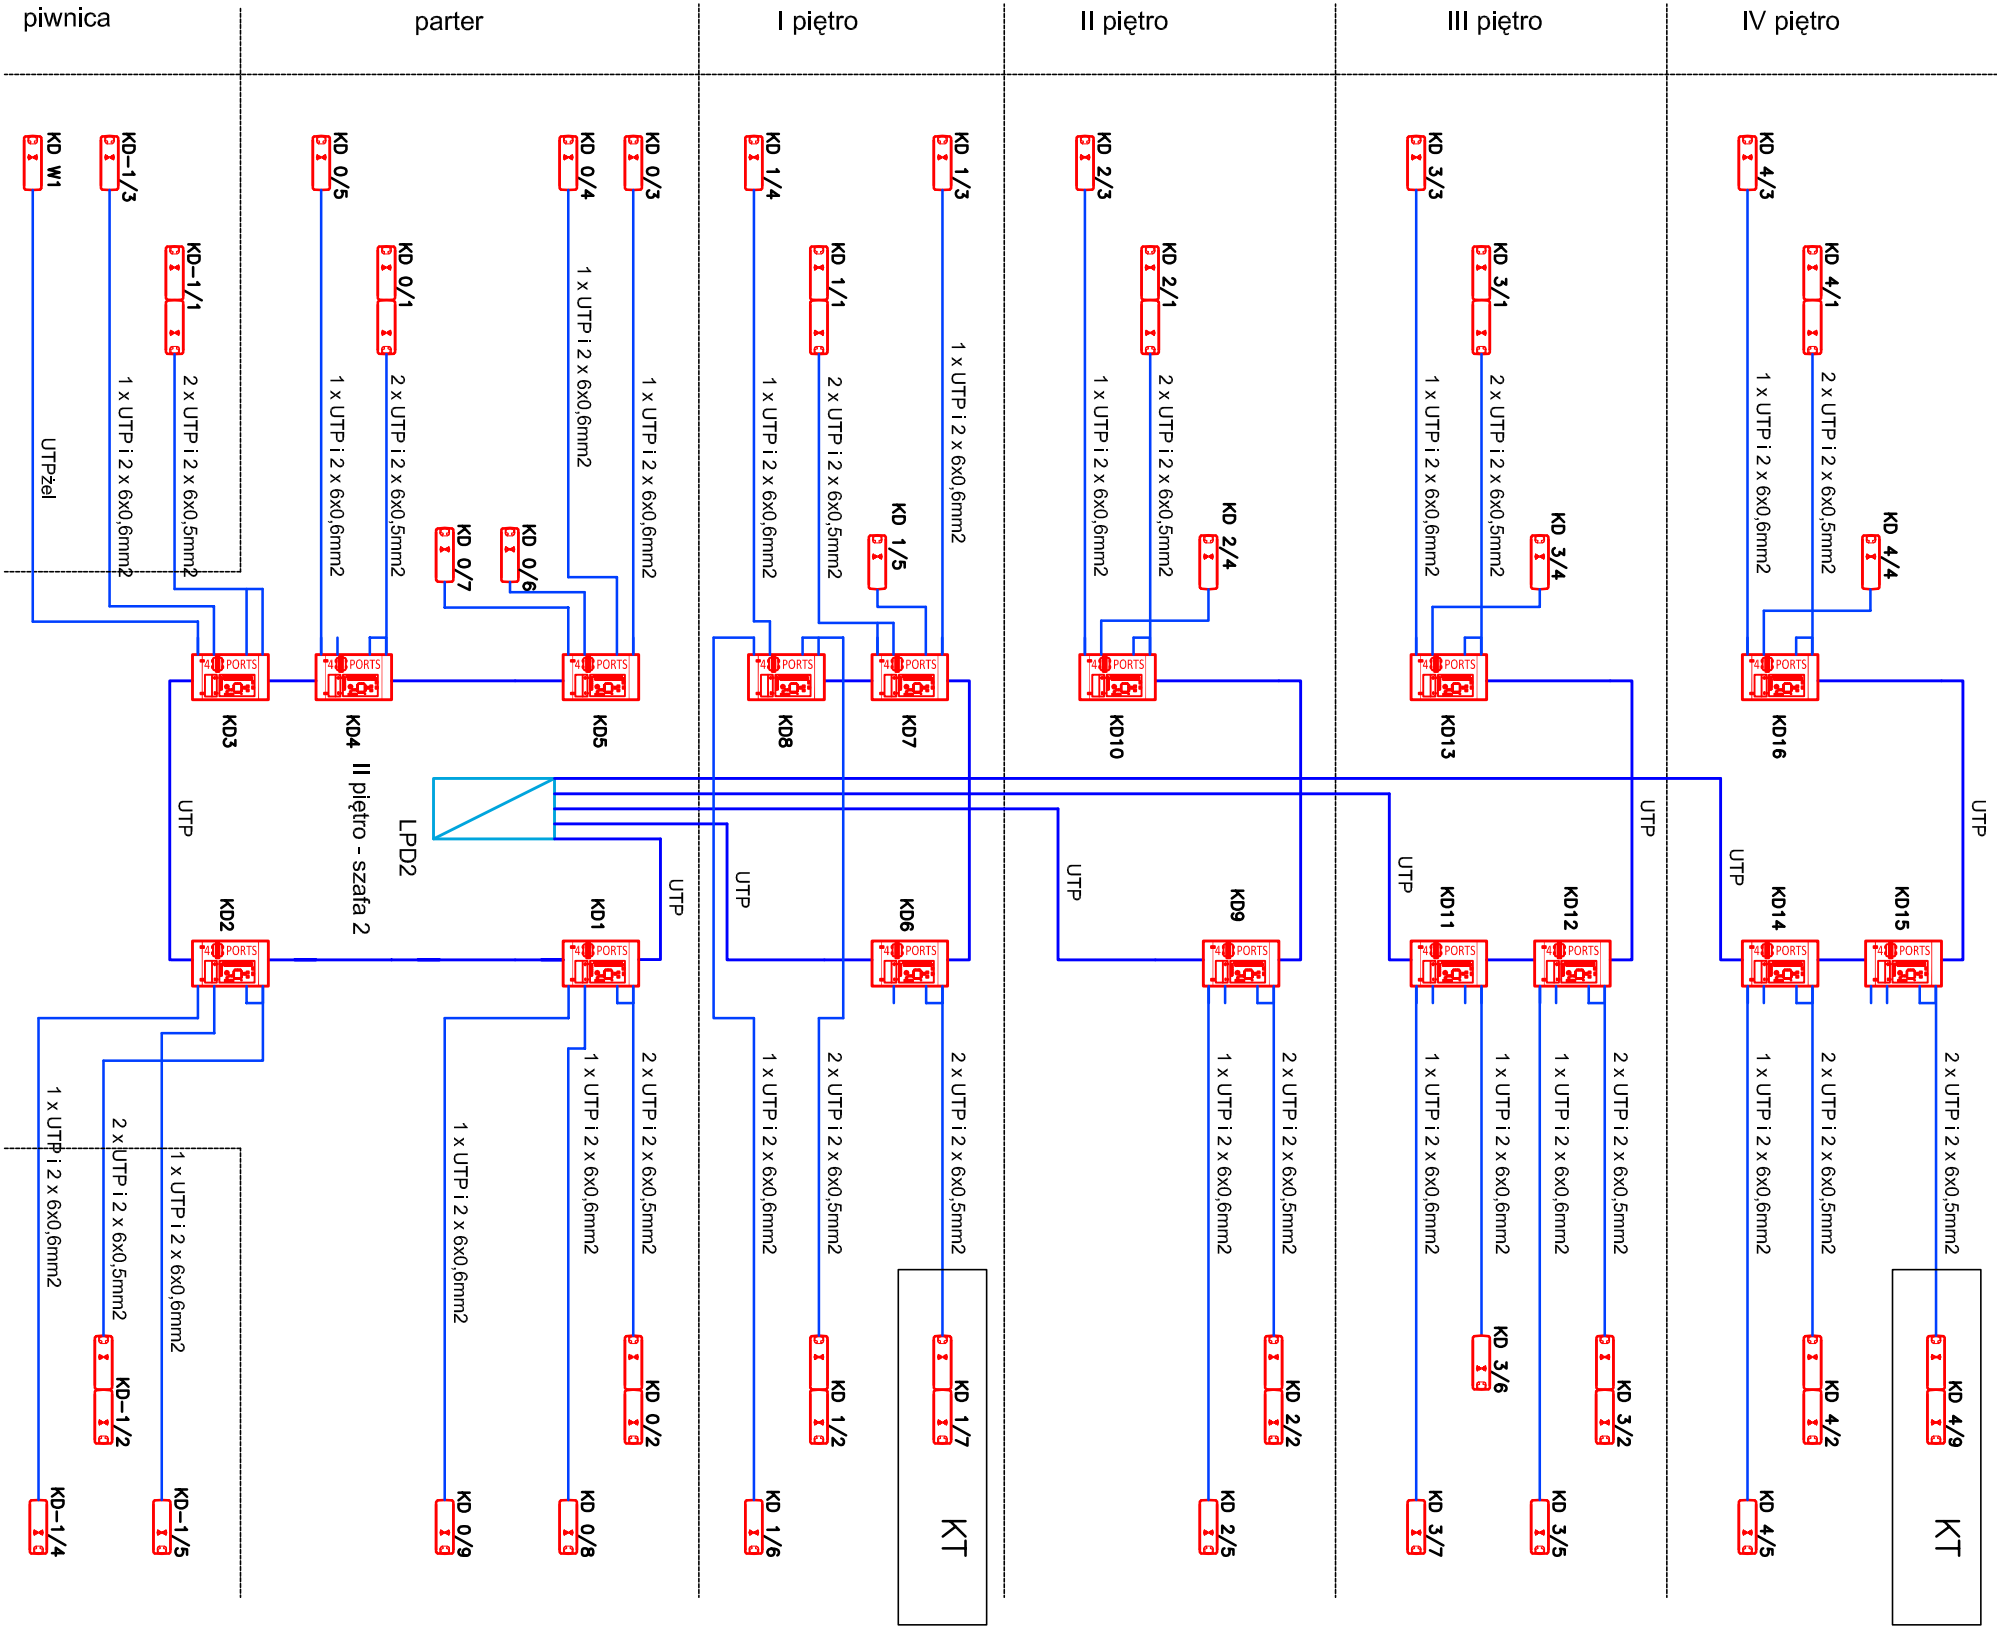 piwnica
parter
I piętro
II piętro
III piętro
IV piętro
KD W1
KD-1/3
KD 0/5
KD 0/4
KD 0/3
KD 1/4
KD 1/3
KD 2/3
KD 3/3
KD 4/3
KD-1/1
KD 0/1
KD 1/1
KD 2/1
KD 3/1
KD 4/1
UTPżel
1 x UTP i 2 x 6x0,6mm2
2 x UTP i 2 x 6x0,5mm2
1 x UTP i 2 x 6x0,6mm2
2 x UTP i 2 x 6x0,5mm2
1 x UTP i 2 x 6x0,6mm2
1 x UTP i 2 x 6x0,6mm2
1 x UTP i 2 x 6x0,6mm2
2 x UTP i 2 x 6x0,5mm2
1 x UTP i 2 x 6x0,6mm2
1 x UTP i 2 x 6x0,6mm2
2 x UTP i 2 x 6x0,5mm2
1 x UTP i 2 x 6x0,6mm2
2 x UTP i 2 x 6x0,5mm2
1 x UTP i 2 x 6x0,6mm2
2 x UTP i 2 x 6x0,5mm2
KD 0/7
KD 0/6
KD 1/5
KD 2/4
KD 3/4
KD 4/4
PORTS
PORTS
PORTS
PORTS
PORTS
PORTS
PORTS
PORTS
KD3
KD4
KD5
KD8
KD7
KD10
KD13
KD16
II piętro - szafa 2
LPD2
UTP
UTP
UTP
UTP
UTP
UTP
UTP
UTP
KD2
KD1
KD6
KD9
KD11
KD12
KD14
KD15
PORTS
PORTS
PORTS
PORTS
PORTS
PORTS
PORTS
PORTS
1 x UTP i 2 x 6x0,6mm2
2 x UTP i 2 x 6x0,5mm2
1 x UTP i 2 x 6x0,6mm2
1 x UTP i 2 x 6x0,6mm2
1 x UTP i 2 x 6x0,6mm2
2 x UTP i 2 x 6x0,5mm2
1 x UTP i 2 x 6x0,6mm2
2 x UTP i 2 x 6x0,5mm2
2 x UTP i 2 x 6x0,5mm2
1 x UTP i 2 x 6x0,6mm2
2 x UTP i 2 x 6x0,5mm2
1 x UTP i 2 x 6x0,6mm2
1 x UTP i 2 x 6x0,6mm2
1 x UTP i 2 x 6x0,6mm2
2 x UTP i 2 x 6x0,5mm2
1 x UTP i 2 x 6x0,6mm2
2 x UTP i 2 x 6x0,5mm2
2 x UTP i 2 x 6x0,5mm2
KD-1/2
KD 0/2
KD 1/2
KD 1/7
KD 2/2
KD 3/6
KD 3/2
KD 4/2
KD 4/9
KD-1/4
KD-1/5
KD 0/9
KD 0/8
KD 1/6
KT
KD 2/5
KD 3/7
KD 3/5
KD 4/5
KT